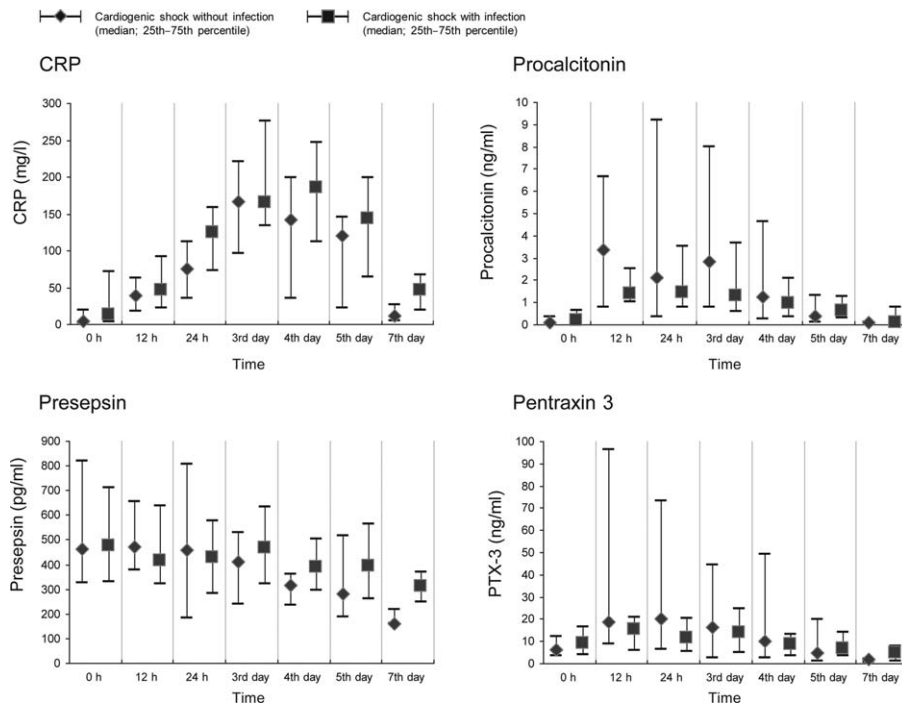 Cardiogenic shock without infection
(median; 25th–75th percentile)
Cardiogenic shock with infection
(median; 25th–75th percentile)
CRP
CRP (mg/l)
300
250
200
150
100
50
0
0 h 12 h 24 h 3rd day 4th day 5th day 7th day
Time
Procalcitonin
Procalcitonin (ng/ml)
10
9
8
7
6
5
4
3
2
1
0
0 h 12 h 24 h 3rd day 4th day 5th day 7th day
Time
Presepsin
Presepsin (pg/ml)
900
800
700
600
500
400
300
200
100
0
0 h 12 h 24 h 3rd day 4th day 5th day 7th day
Time
Pentraxin 3
PTX-3 (ng/ml)
100
90
80
70
60
50
40
30
20
10
0
0 h 12 h 24 h 3rd day 4th day 5th day 7th day
Time